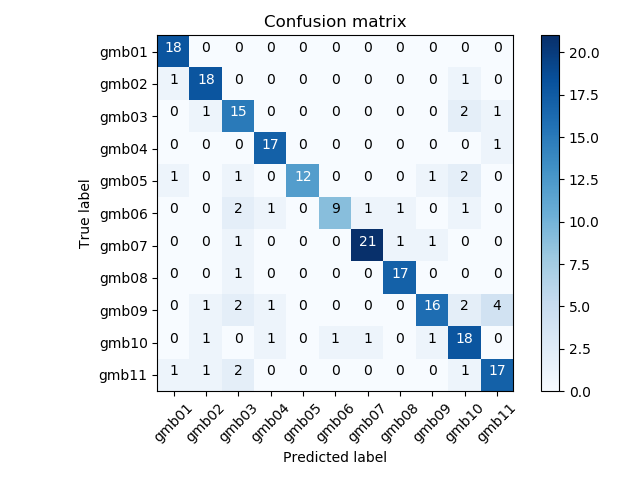 Confusion matrix
gmb01 18 0 0 0 0 0 0 0 0 0 0
gmb02 1 18 0 0 0 0 0 0 0 1 0
gmb03 0 1 15 0 0 0 0 0 0 2 1
gmb04 0 0 0 17 0 0 0 0 0 0 1
gmb05 1 0 1 0 12 0 0 0 1 2 0
gmb06 0 0 2 1 0 9 1 1 0 1 0
gmb07 0 0 1 0 0 0 21 1 1 0 0
gmb08 0 0 1 0 0 0 0 17 0 0 0
gmb09 0 1 2 1 0 0 0 0 16 2 4
gmb10 0 1 0 1 0 1 1 0 1 18 0
gmb11 1 1 2 0 0 0 0 0 0 1 17
True label
gmb01 gmb02 gmb03 gmb04 gmb05 gmb06 gmb07 gmb08 gmb09 gmb10 gmb11
Predicted label
20.0
17.5
15.0
12.5
10.0
7.5
5.0
2.5
0.0